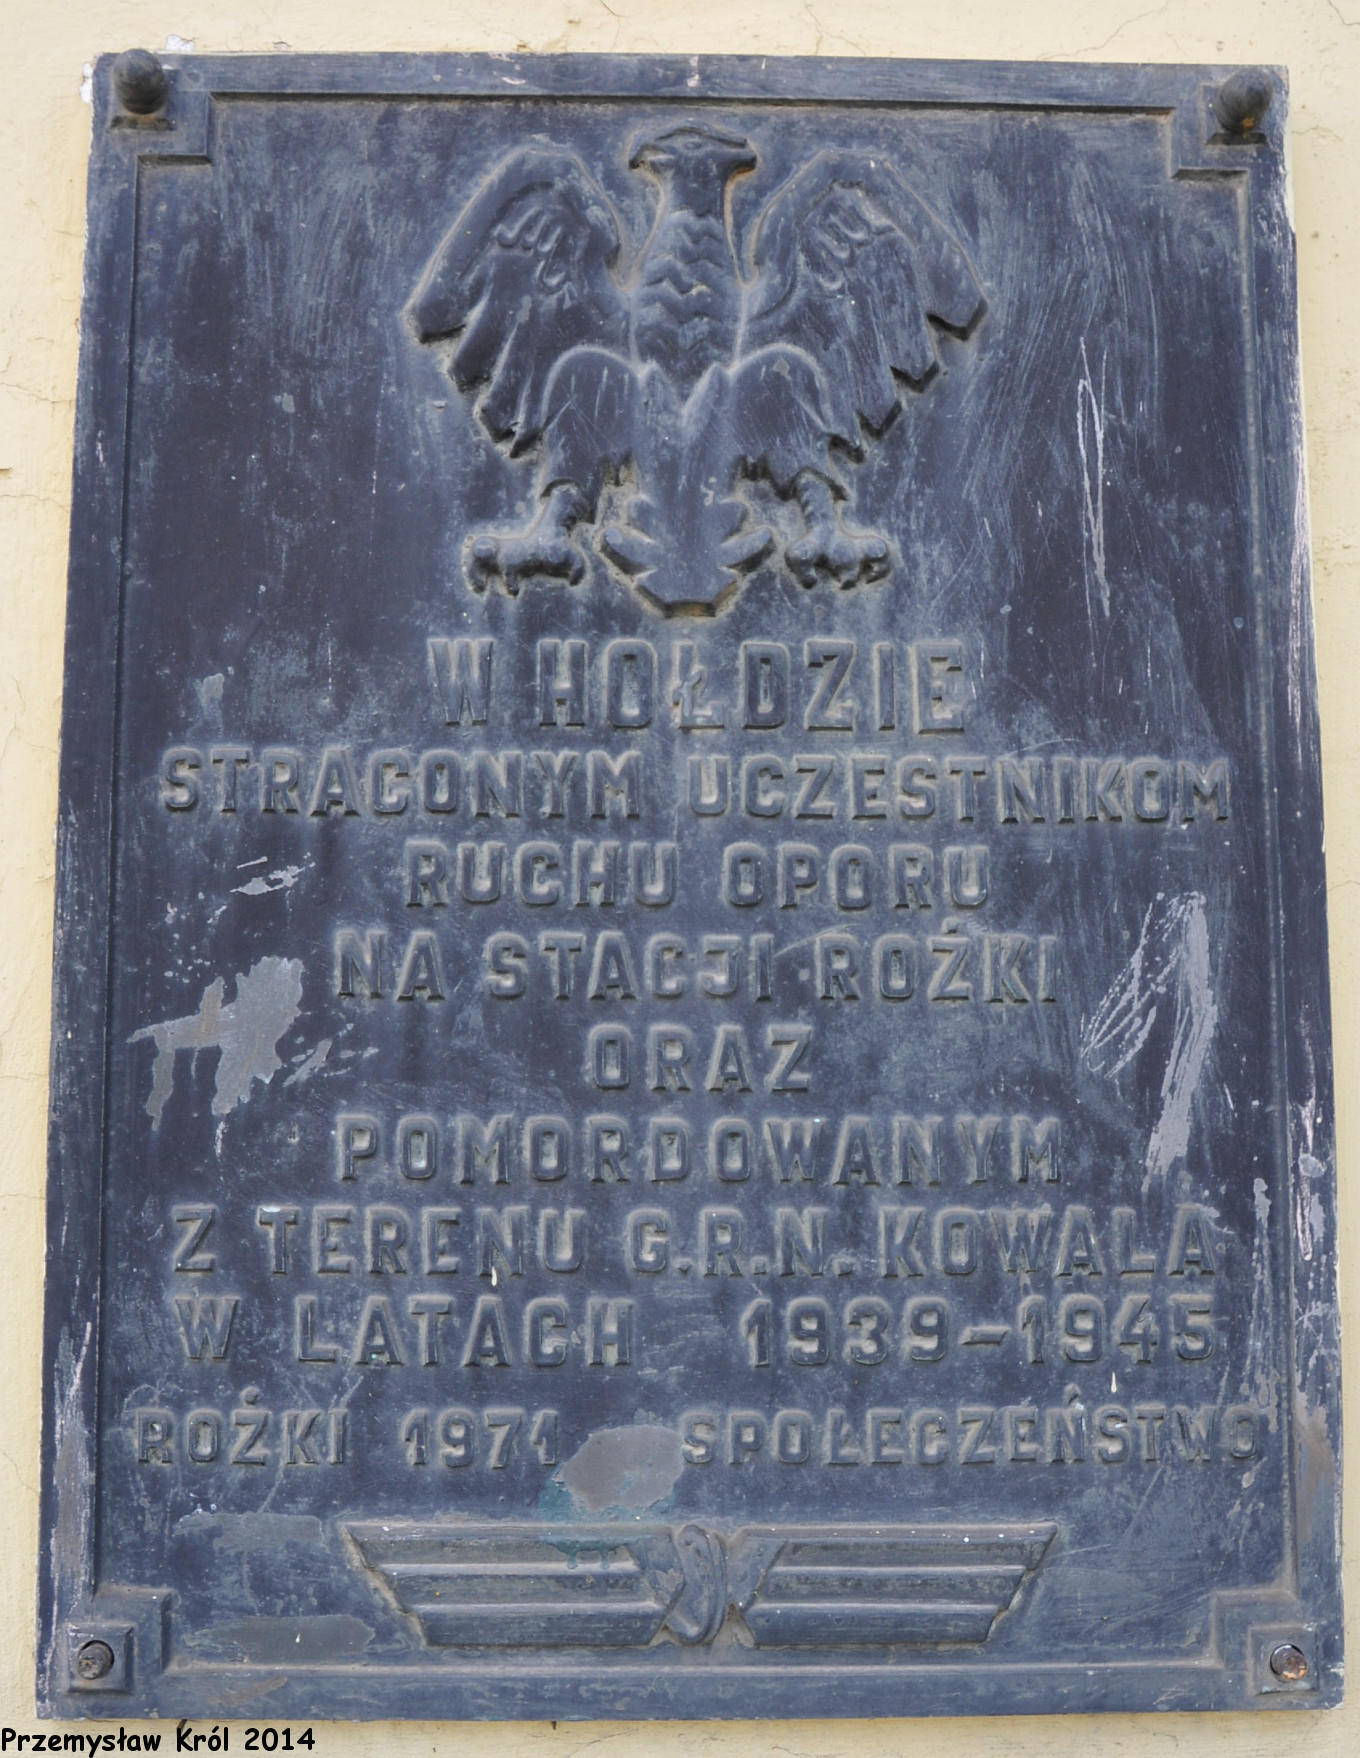 W HOŁDZIE
STRACONYM UCZESTNIKOM
RUCHU OPORU
NA STACJI ROŻKI
ORAZ
POMORDOWANYM
Z TERENU G.R.N. KOWALA
W LATACH 1939-1945
ROŻKI 1971 SPOŁECZEŃSTWO
Przemysław Król 2014